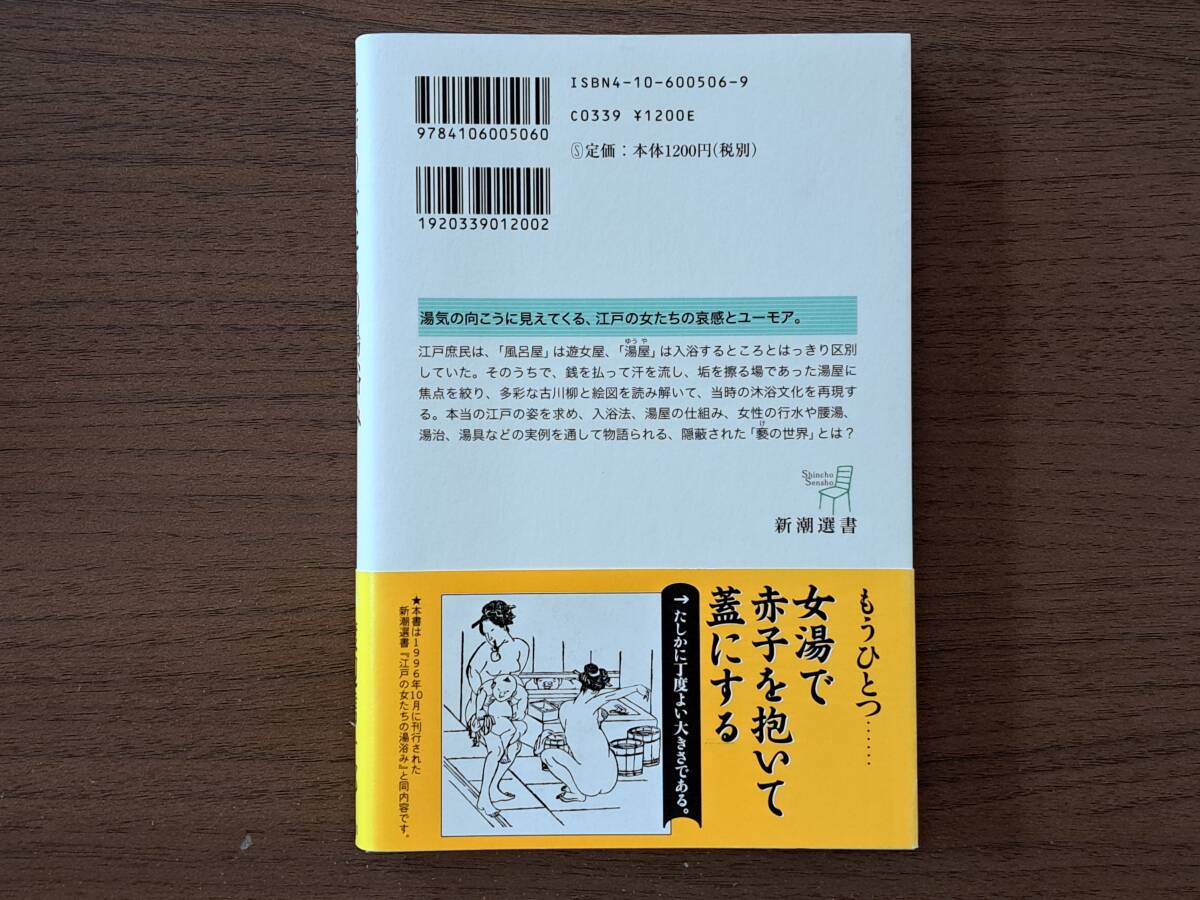 ISBN4-10-600506-9
C0339 ¥1200E
Ⓢ定価：本体1200円(税別)
9784106005060
1920339012002
湯気の向こうに見えてくる、江戸の女たちの哀感とユーモア。
江戸庶民は、「風呂屋」は遊女屋、「湯屋」は入浴するところとはっきり区別
していた。そのうちで、銭を払って汗を流し、垢を擦る場であった湯屋に
焦点を絞り、多彩な古川柳と絵図を読み解いて、当時の沐浴文化を再現す
る。本当の江戸の姿を求め、入浴法、湯屋の仕組み、女性の行水や腰湯、
湯治、湯具などの実例を通して物語られる、隠蔽された「褻の世界」とは？
Shincho
Sensho
新潮選書
もうひとつ……
女湯で
赤子を抱いて
蓋にする
→たしかに丁度よい大きさである。
★本書は1996年10月に刊行された
新潮選書『江戸の女たちの湯浴み』と同内容です。